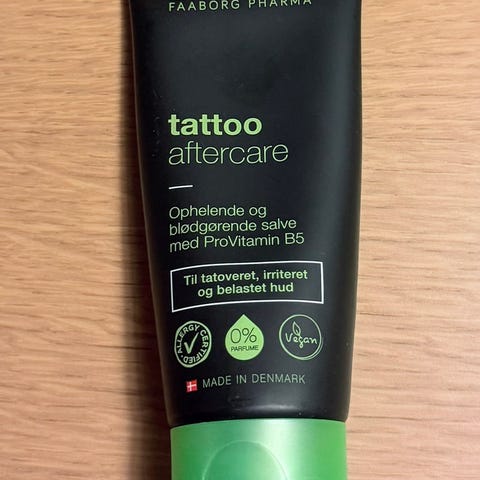 FAABORG PHARMA
tattoo
aftercare
Ophelende og
blødgørende salve
med ProVitamin B5
Til tatoveret, irriteret
og belastet hud
ALLERGY CERTIFIED
0%
PARFUME
Vegan
MADE IN DENMARK